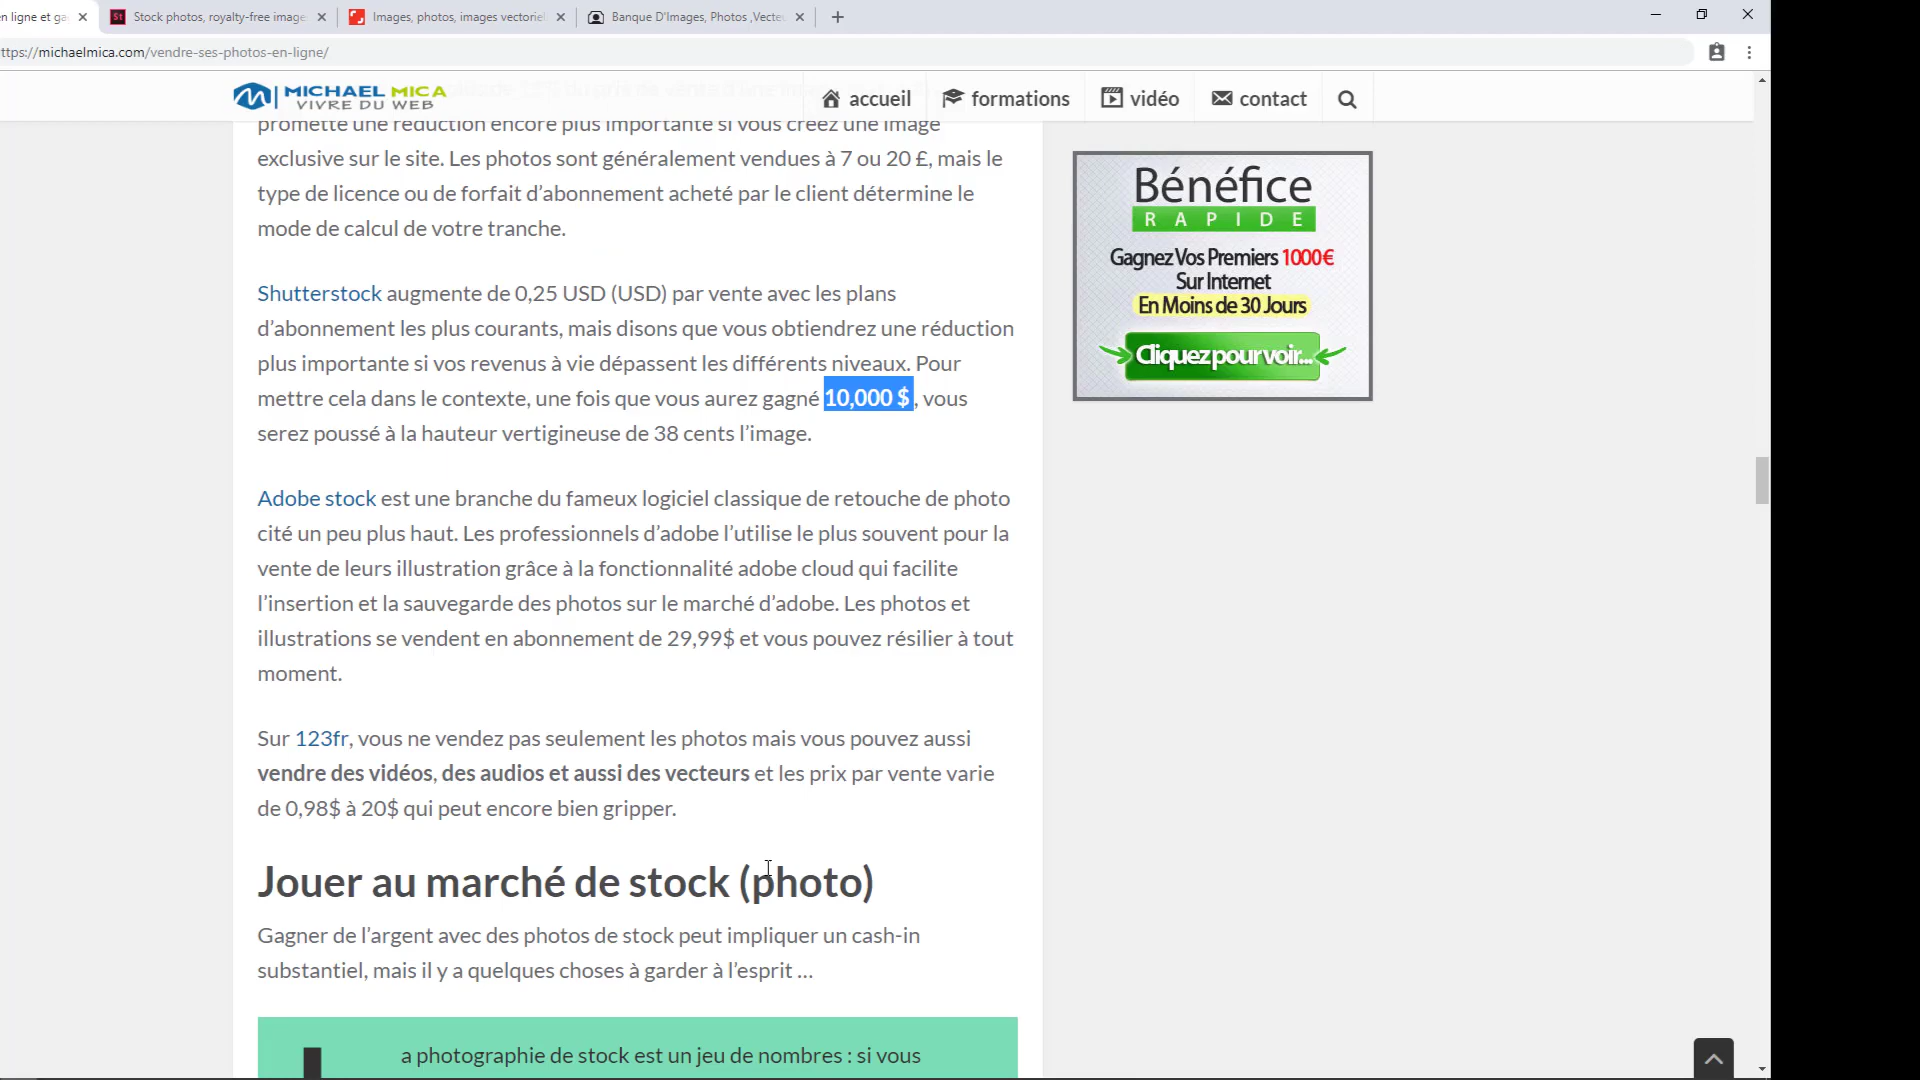 n ligne et ga
Stock photos, royalty-free image
Images, photos, images vectoriel
Banque D'Images, Photos ,Vecte
ttps://michaelmica.com/vendre-ses-photos-en-ligne/
MICHAEL MICA
VIVRE DU WEB
accueil
formations
vidéo
contact
promette une réduction encore plus importante si vous créez une image
exclusive sur le site. Les photos sont généralement vendues à 7 ou 20 £, mais le
type de licence ou de forfait d’abonnement acheté par le client détermine le
mode de calcul de votre tranche.
Shutterstock augmente de 0,25 USD (USD) par vente avec les plans
d’abonnement les plus courants, mais disons que vous obtiendrez une réduction
plus importante si vos revenus à vie dépassent les différents niveaux. Pour
mettre cela dans le contexte, une fois que vous aurez gagné 10,000 $ , vous
serez poussé à la hauteur vertigineuse de 38 cents l’image.
Adobe stock est une branche du fameux logiciel classique de retouche de photo
cité un peu plus haut. Les professionnels d’adobe l’utilise le plus souvent pour la
vente de leurs illustration grâce à la fonctionnalité adobe cloud qui facilite
l’insertion et la sauvegarde des photos sur le marché d’adobe. Les photos et
illustrations se vendent en abonnement de 29,99$ et vous pouvez résilier à tout
moment.
Sur 123fr, vous ne vendez pas seulement les photos mais vous pouvez aussi
vendre des vidéos, des audios et aussi des vecteurs et les prix par vente varie
de 0,98$ à 20$ qui peut encore bien gripper.
Jouer au marché de stock (photo)
Gagner de l’argent avec des photos de stock peut impliquer un cash-in
substantiel, mais il y a quelques choses à garder à l’esprit ...
a photographie de stock est un jeu de nombres : si vous
Bénéfice
RAPIDE
Gagnez Vos Premiers 1000€
Sur Internet
En Moins de 30 Jours
Cliquez pour voir...